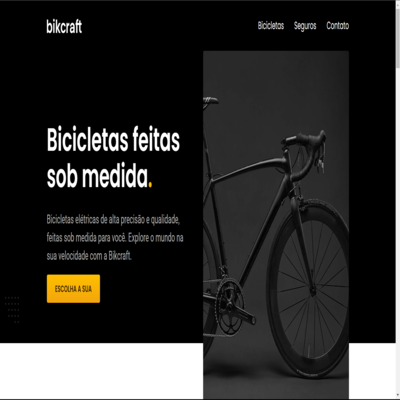 bikcraft
Bicicletas Seguros Contato
Bicicletas feitas
sob medida.
Bicicletas elétricas de alta precisão e qualidade,
feitas sob medida para você. Explore o mundo na
sua velocidade com a Bikcraft.
ESCOLHA A SUA